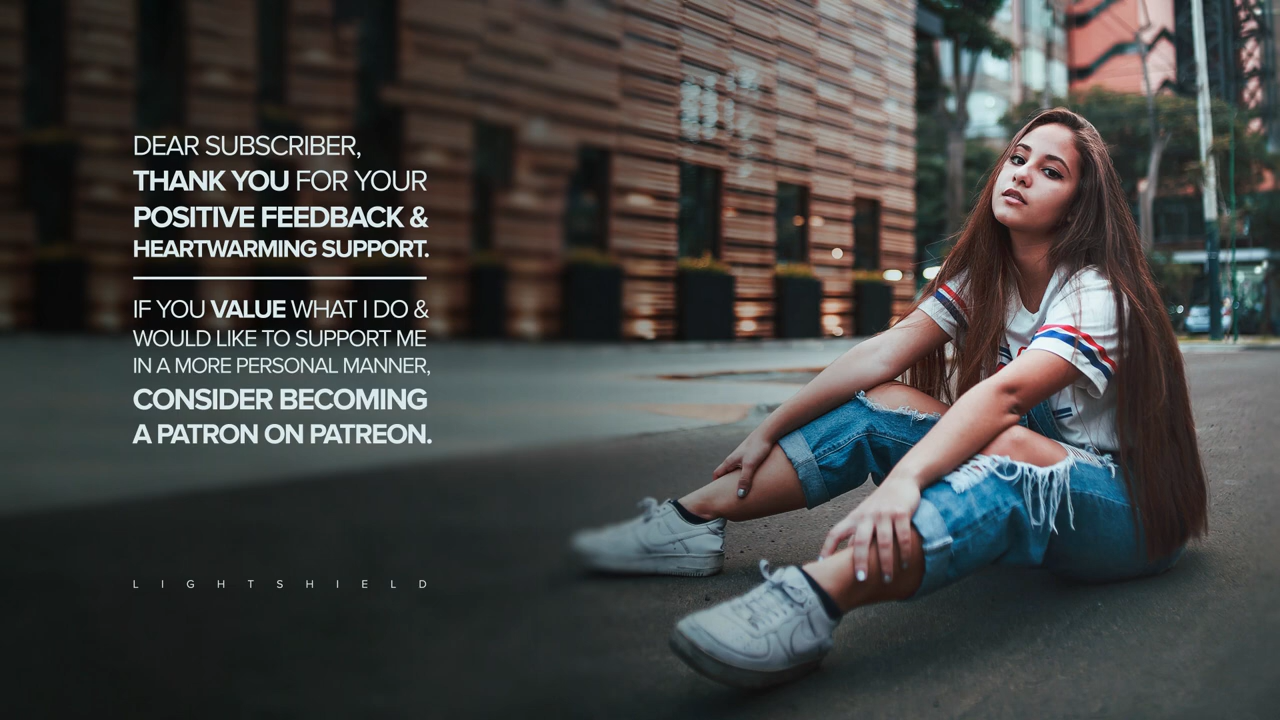 DEAR SUBSCRIBER,
THANK YOU FOR YOUR
POSITIVE FEEDBACK &
HEARTWARMING SUPPORT.
IF YOU VALUE WHAT I DO &
WOULD LIKE TO SUPPORT ME
IN A MORE PERSONAL MANNER,
CONSIDER BECOMING
A PATRON ON PATREON.
LIGHTSHIELD